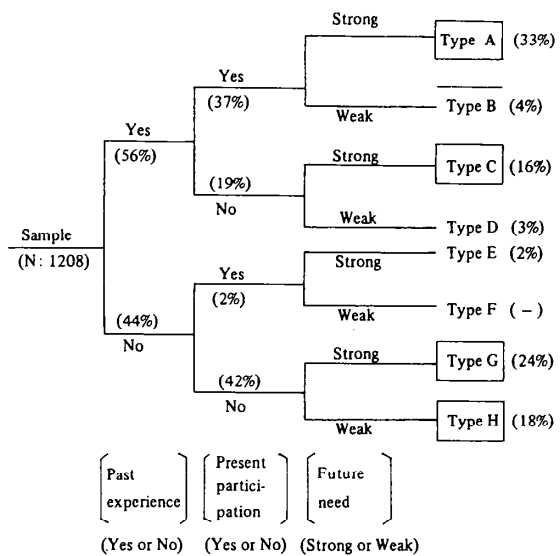 Strong
Type A (33%)
Yes
(37%)
Weak
Type B (4%)
Yes
(56%)
Strong
Type C (16%)
(19%)
No
Weak
Type D (3%)
Sample
(N: 1208)
Yes
(2%)
Strong
Type E (2%)
Weak
Type F (-)
(44%)
No
Strong
Type G (24%)
(42%)
No
Weak
Type H (18%)
Past
experience
(Yes or No)
Present
partici-
pation
(Yes or No)
Future
need
(Strong or Weak)